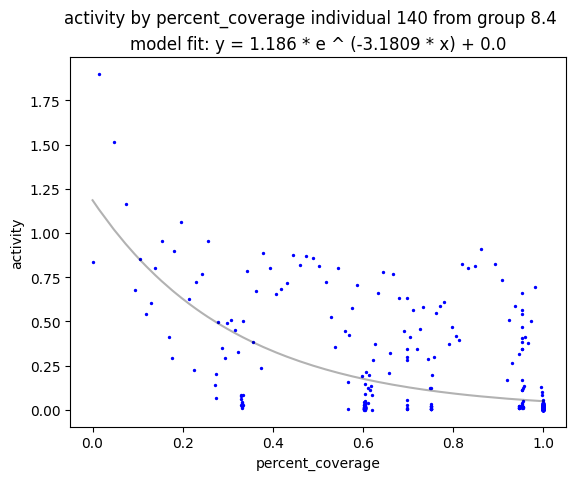 activity by percent_coverage individual 140 from group 8.4
model fit: y = 1.186 * e ^ (-3.1809 * x) + 0.0
1.75
1.50
1.25
1.00
0.75
0.50
0.25
0.00
activity
0.0 0.2 0.4 0.6 0.8 1.0
percent_coverage